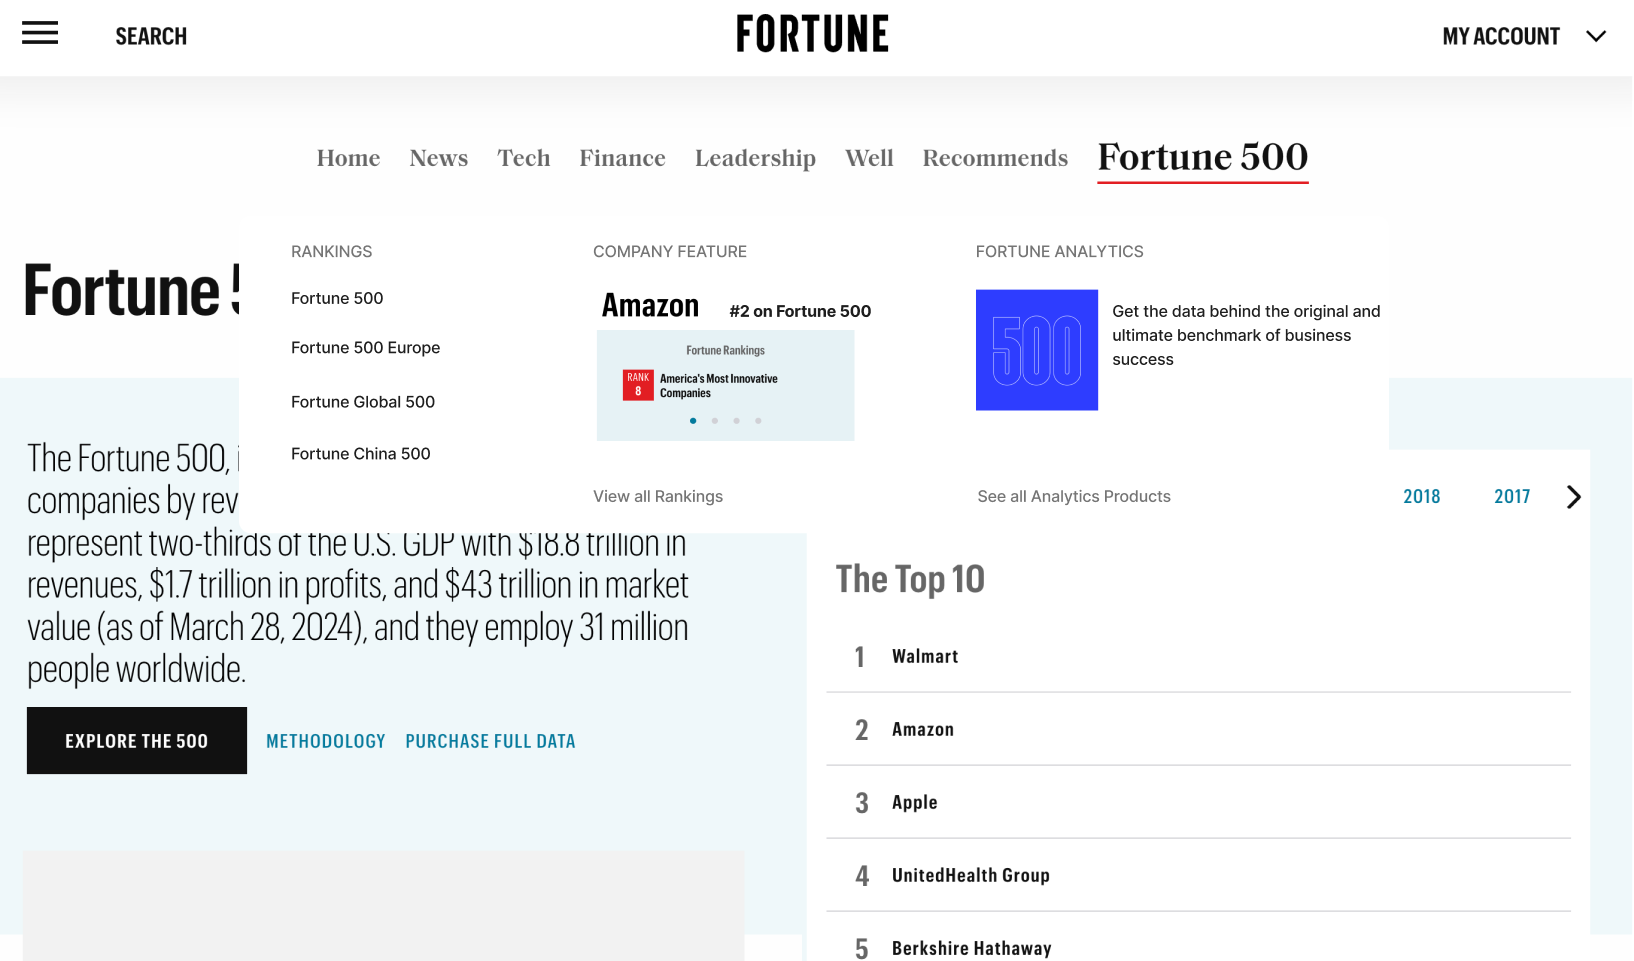 SEARCH
FORTUNE
MY ACCOUNT
Home
News
Tech
Finance
Leadership
Well
Recommends
Fortune 500
RANKINGS
Fortune 500
Fortune 500 Europe
Fortune Global 500
Fortune China 500
COMPANY FEATURE
Amazon
#2 on Fortune 500
Fortune Rankings
RANK
8
America's Most Innovative
Companies
View all Rankings
FORTUNE ANALYTICS
500
Get the data behind the original and
ultimate benchmark of business
success
See all Analytics Products
Fortune
The Fortune 500,
companies by rev
represent two-thirds of the U.S. GDP with $18.8 trillion in
revenues, $1.7 trillion in profits, and $43 trillion in market
value (as of March 28, 2024), and they employ 31 million
people worldwide.
EXPLORE THE 500
METHODOLOGY
PURCHASE FULL DATA
2018
2017
The Top 10
1 Walmart
2 Amazon
3 Apple
4 UnitedHealth Group
5 Berkshire Hathaway